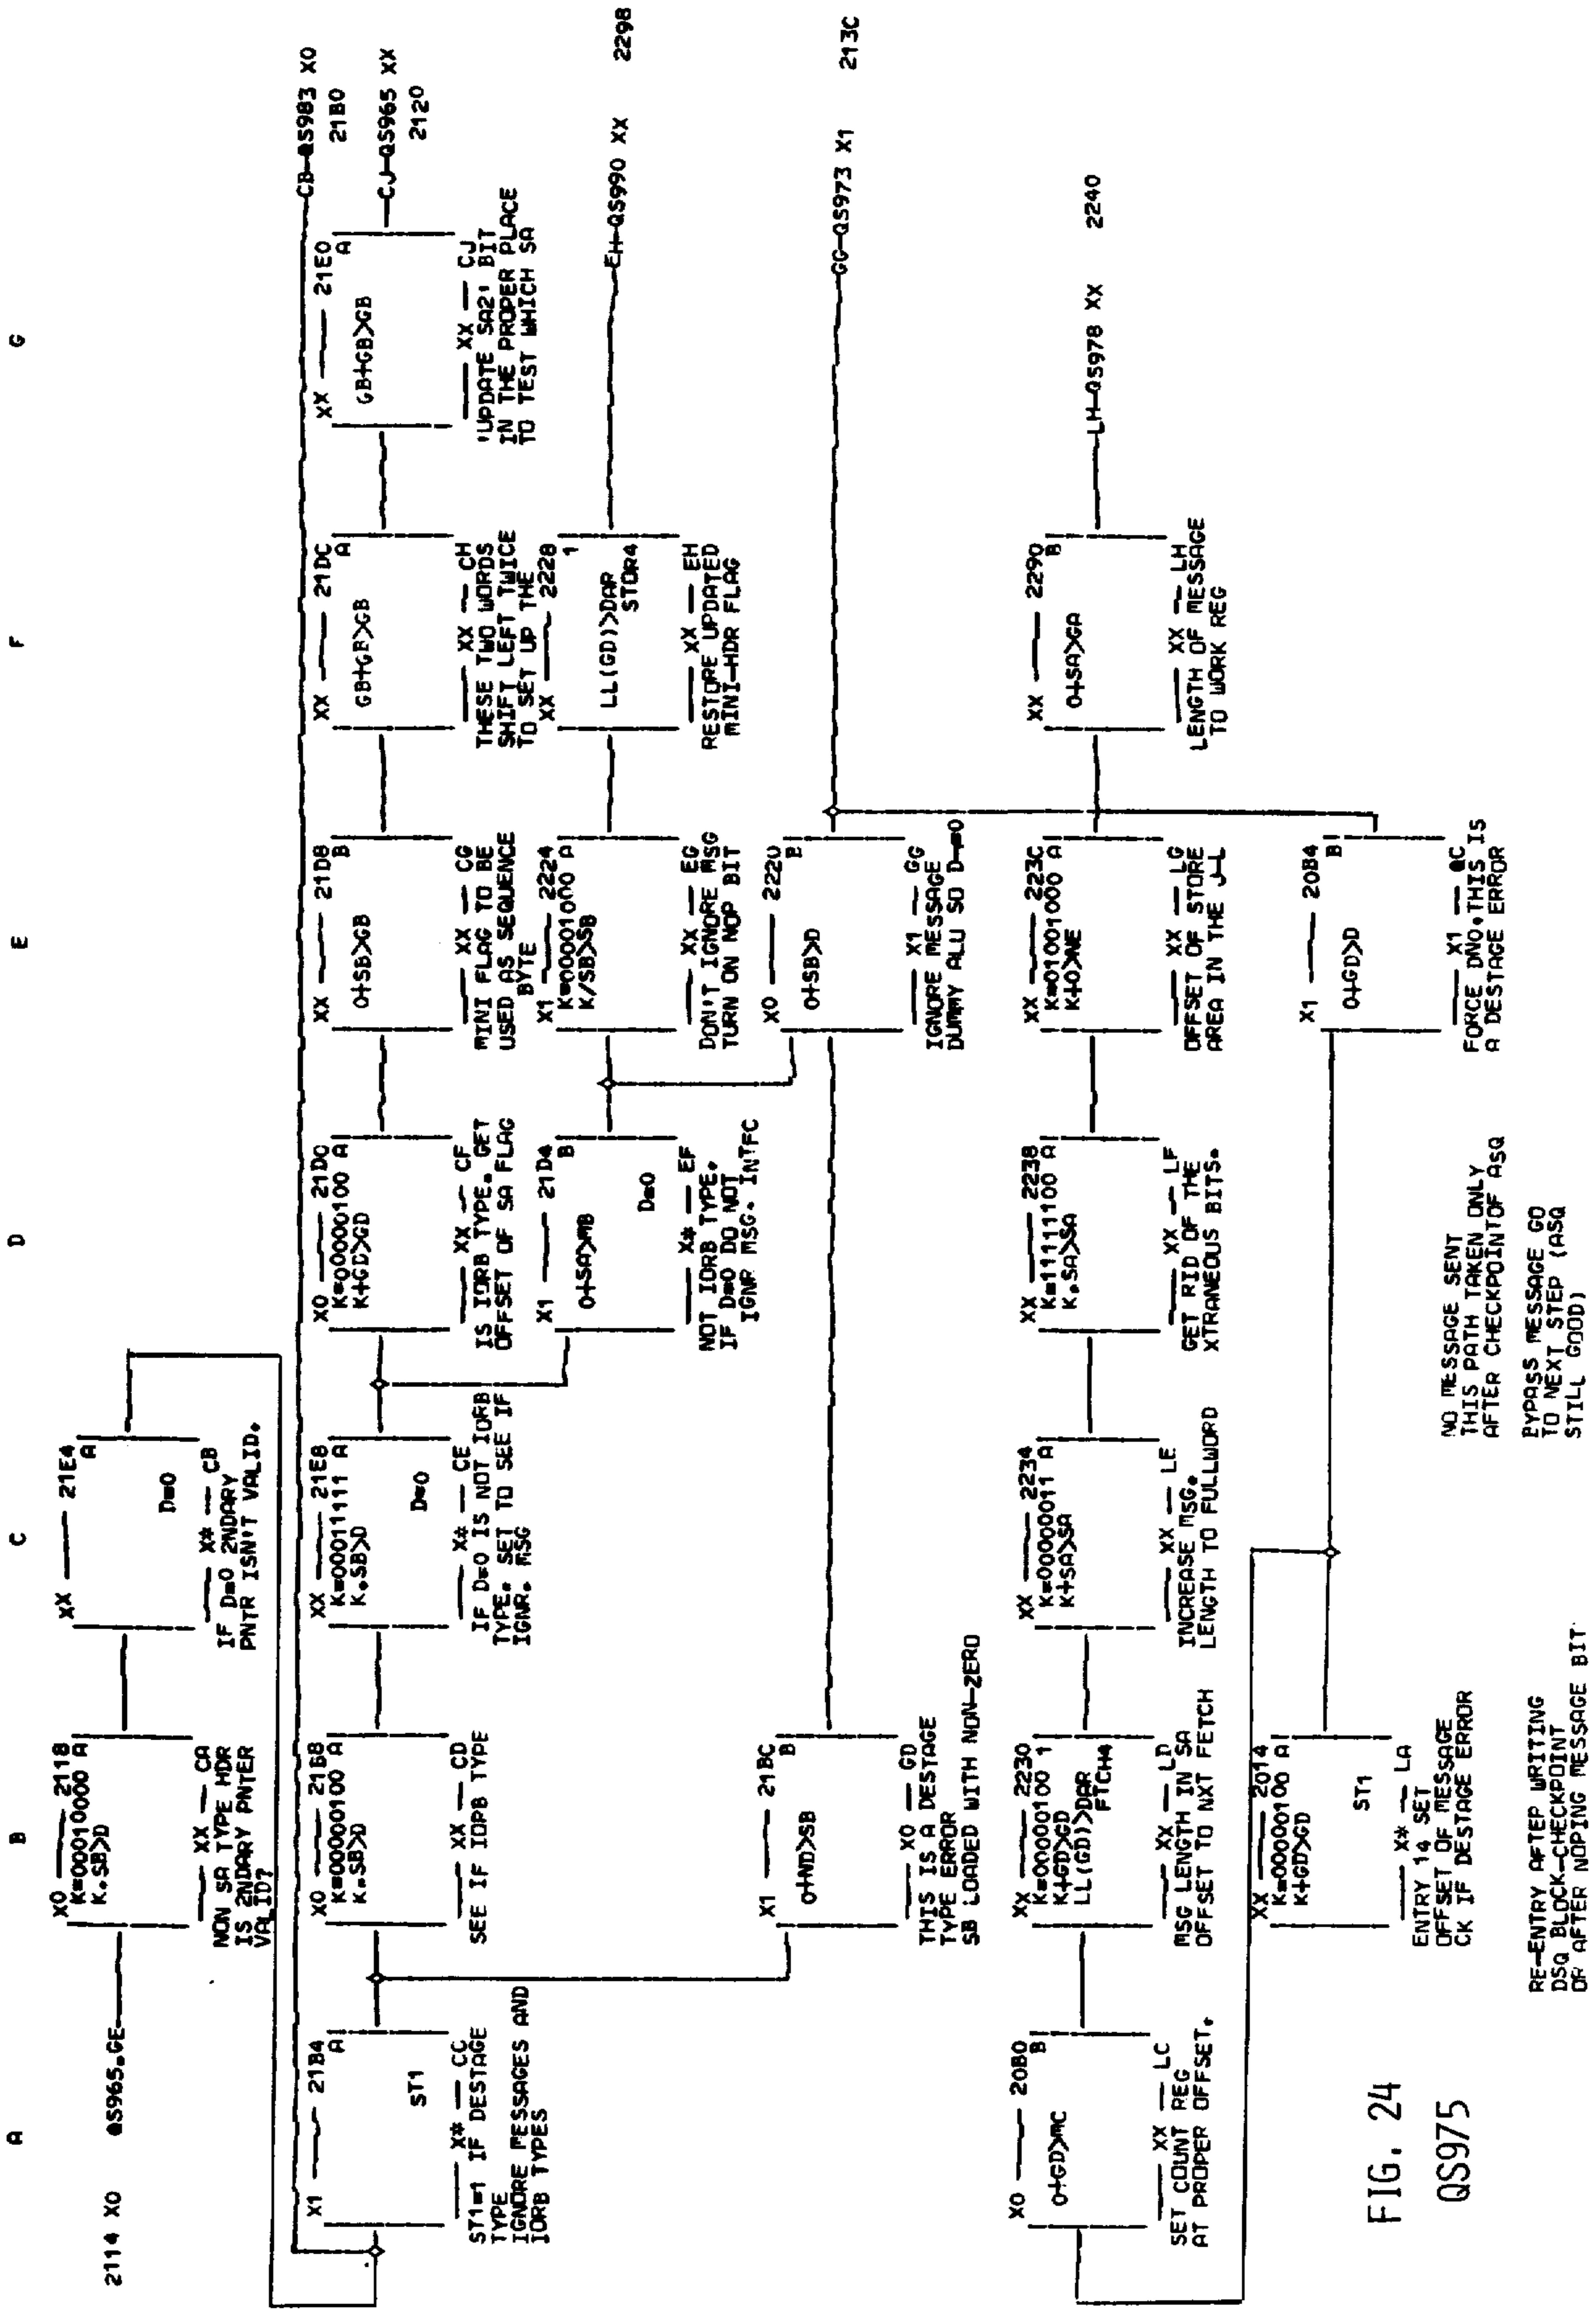 A B C D E F G
2114 X0 QS965.GE
X0 —— 2118
K=00010000 A
K.SB>D
—— XX — CA
NON SA TYPE HDR
IS 2NDARY PNTER
VALID?
XX —— 21E4
A
D=0
—— X* — CB
IF D=0 2NDARY
PNTR ISN'T VALID.
CB-QS983 X0
21B0
X1 —— 21B4
A
ST1
—— X* — CC
ST1=1 IF DESTAGE
TYPE
IGNORE MESSAGES AND
IORB TYPES
X0 —— 21B8
K=00000100 A
K.SB>D
—— XX — CD
SEE IF IORB TYPE
XX —— 21E8
K=00011111 A
K.SB>D
D=0
—— X* — CE
IF D=0 IS NOT IORB
TYPE. SET TO SEE IF
IGNR. MSG
X0 —— 21D0
K=00000100 A
K+GD>GD
—— XX — CF
IS IORB TYPE. GET
OFFSET OF SA FLAG
XX —— 21D8
B
0+SB>GB
—— XX — CG
MINI FLAG TO BE
USED AS SEQUENCE
BYTE
XX —— 21DC
A
GB+GB>GB
—— XX — CH
THESE TWO WORDS
SHIFT LEFT TWICE
TO SET UP THE
XX —— 21E0
A
GB+GB>GB
—— XX — CJ
'UPDATE SA2' BIT
IN THE PROPER PLACE
TO TEST WHICH SA
CJ-QS965 XX
2120
X1 —— 21D4
B
0+SA>MB
D=0
—— X* — EF
NOT IORB TYPE.
IF D=0 DO NOT
IGNR MSG. INTFC
X1 —— 2224
K=00001000 A
K/SB>SB
—— XX — EG
DON'T IGNORE MSG
TURN ON NOP BIT
XX —— 2228
1
LL(GD)>DAR
STOR4
—— XX — EH
RESTORE UPDATED
MINI-HDR FLAG
EH-QS990 XX 2298
X1 —— 21BC
B
0+ND>SB
—— X0 — GD
THIS IS A DESTAGE
TYPE ERROR
SB LOADED WITH NON-ZERO
X0 —— 2220
B
0+SB>D
—— X1 — GG
IGNORE MESSAGE
DUMMY ALU SO D¬=0
GG-QS973 X1 213C
X0 —— 20B0
B
0+GD>MC
—— XX — LC
SET COUNT REG
AT PROPER OFFSET.
XX —— 2230
K=00000100 1
K+GD>GD
LL(GD)>DAR
FTCH4
—— XX — LD
MSG LENGTH IN SA
OFFSET TO NXT FETCH
XX —— 2234
K=00000011 A
K+SA>SA
—— XX — LE
INCREASE MSG.
LENGTH TO FULLWORD
XX —— 2238
K=11111100 A
K.SA>SA
—— XX — LF
GET RID OF THE
XTRANEOUS BITS.
XX —— 223C
K=01001000 A
K+0>NE
—— XX — LG
OFFSET OF STORE
AREA IN THE J-L
XX —— 2290
B
0+SA>GA
—— XX — LH
LENGTH OF MESSAGE
TO WORK REG
LH-QS978 XX 2240
XX —— 2014
K=00000100 A
K+GD>GD
ST1
—— X* — LA
ENTRY 14 SET
OFFSET OF MESSAGE
CK IF DESTAGE ERROR
X1 —— 20B4
B
0+GD>D
—— X1 — QC
FORCE DNO.THIS IS
A DESTAGE ERROR
NO MESSAGE SENT
THIS PATH TAKEN ONLY
AFTER CHECKPOINTOF ASQ
BYPASS MESSAGE GO
TO NEXT STEP (ASQ
STILL GOOD)
RE-ENTRY AFTER WRITING
DSQ BLOCK-CHECKPOINT
OR AFTER NOPING MESSAGE BIT
FIG. 24
QS975